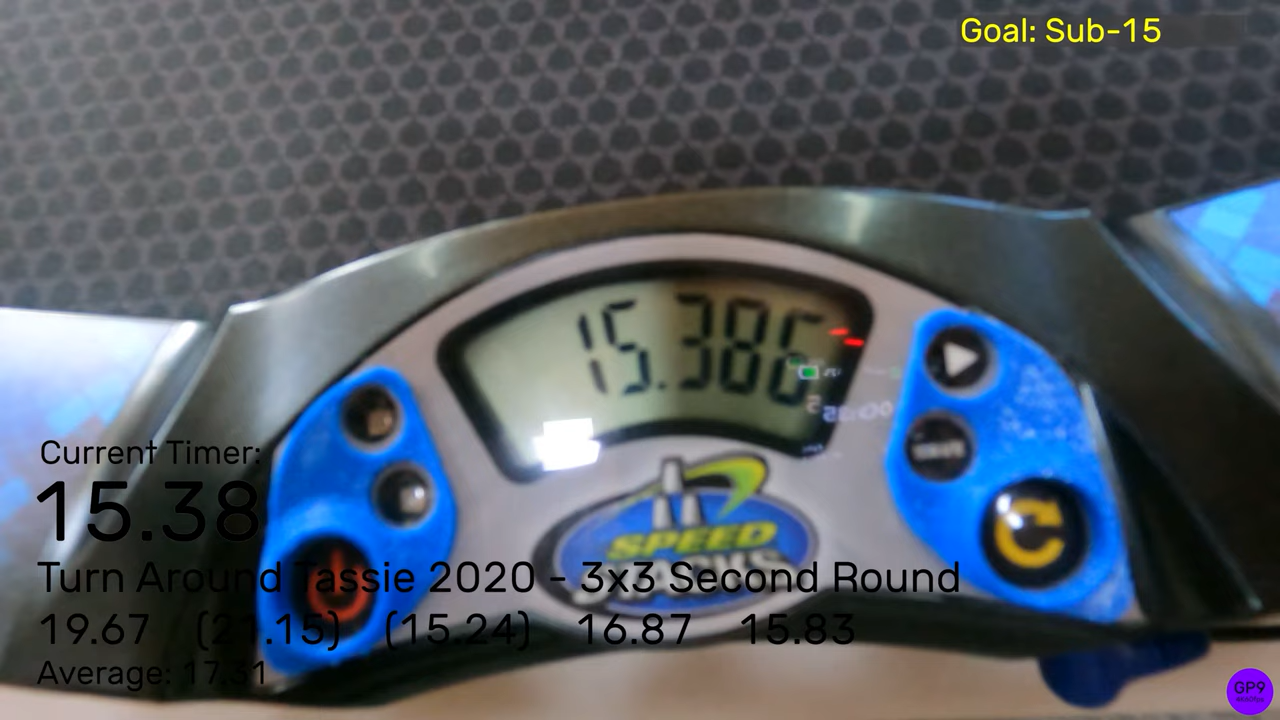 Goal: Sub-15
15.386
Current Timer:
15.38
SPEED
Turn Around Tassie 2020 - 3x3 Second Round
19.67 (21.15) (15.24) 16.87 15.83
Average: 17.31
GP9